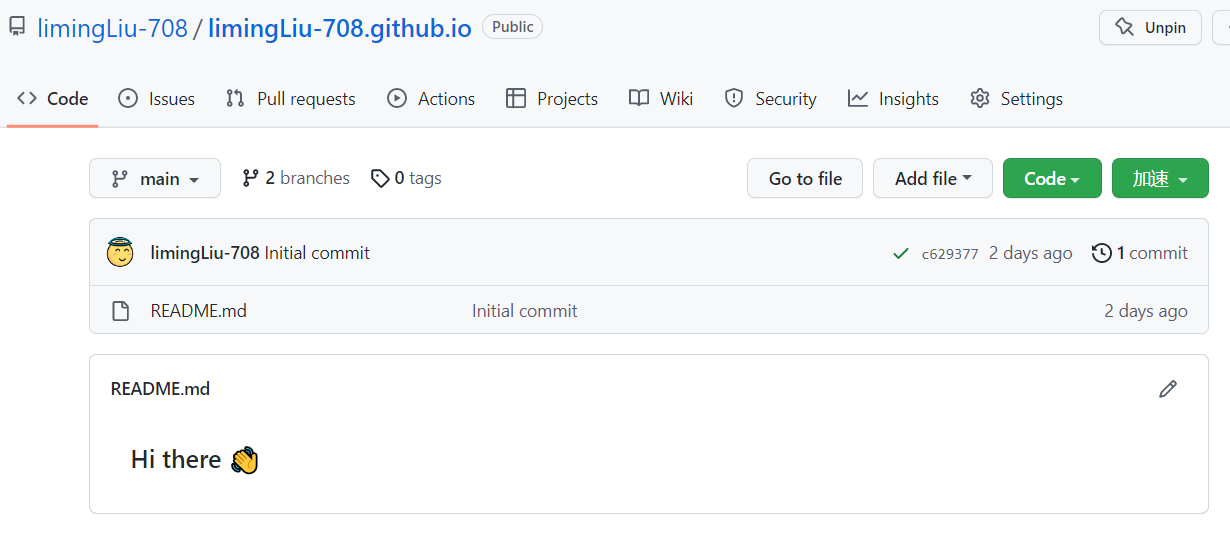 limingLiu-708 / limingLiu-708.github.io Public Unpin
Code Issues Pull requests Actions Projects Wiki Security Insights Settings
main 2 branches 0 tags Go to file Add file Code 加速
limingLiu-708 Initial commit c629377 2 days ago 1 commit
README.md Initial commit 2 days ago
README.md
Hi there 👋